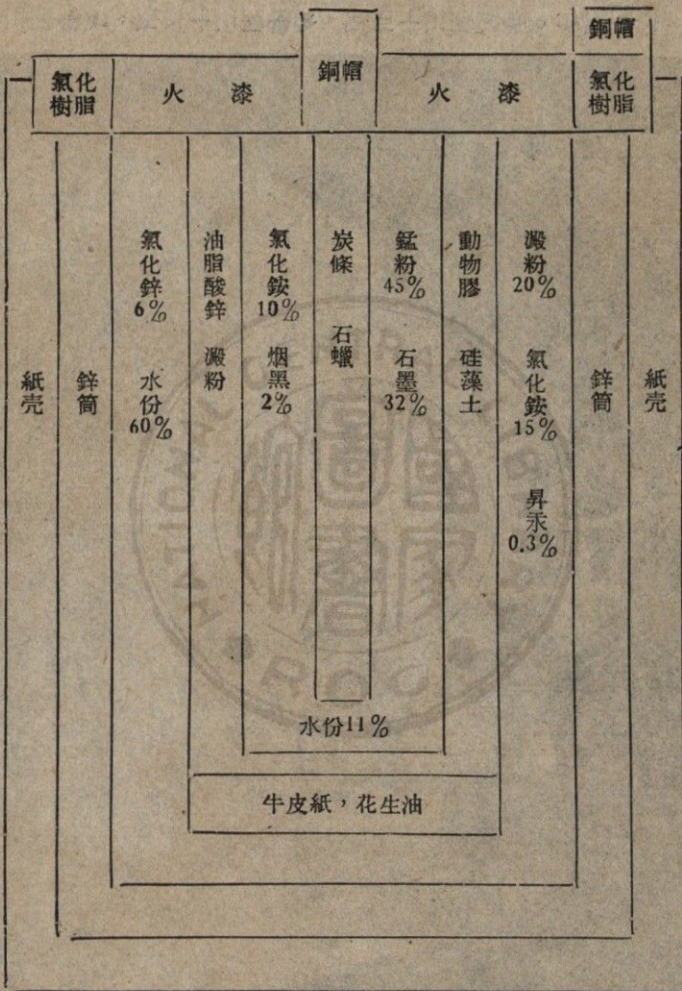 銅帽
銅帽
氯化
樹脂
火漆
火漆
氯化
樹脂
紙壳
鋅筒
氯化鋅
6%
水份
60%
油脂酸鋅
澱粉
氯化銨
10%
烟黑
2%
炭條
石蠟
錳粉
45%
石墨
32%
動物膠
硅藻土
澱粉
20%
氯化銨
15%
昇汞
0.3%
鋅筒
紙壳
水份11%
牛皮紙，花生油